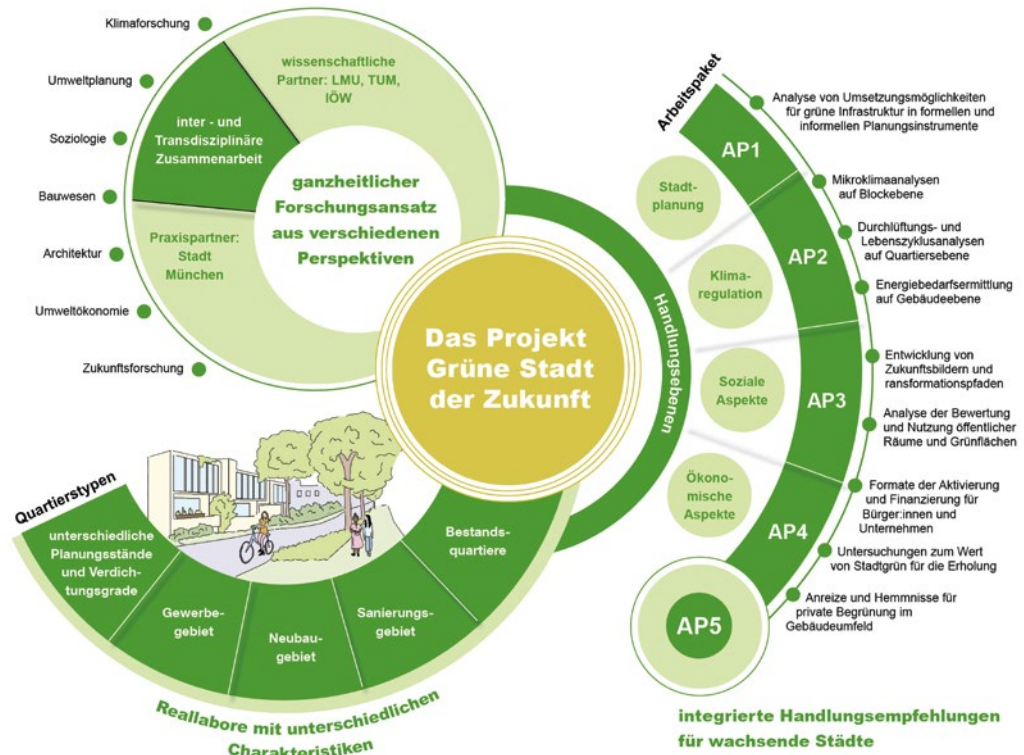 Klimaforschung
Umweltplanung
Soziologie
Bauwesen
Architektur
Umweltökonomie
Zukunftsforschung
wissenschaftliche
Partner: LMU, TUM,
IÖW
inter - und
Transdisziplinäre
Zusammenarbeit
Praxispartner:
Stadt
München
ganzheitlicher
Forschungsansatz
aus verschiedenen
Perspektiven
Das Projekt
Grüne Stadt
der Zukunft
Handlungsebenen
Stadt-
planung
Klima-
regulation
Soziale
Aspekte
Ökono-
mische
Aspekte
Arbeitspaket
AP1
AP2
AP3
AP4
AP5
Analyse von Umsetzungsmöglichkeiten
für grüne Infrastruktur in formellen und
informellen Planungsinstrumente
Mikroklimaanalysen
auf Blockebene
Durchlüftungs- und
Lebenszyklusanalysen
auf Quartiersebene
Energiebedarfsermittlung
auf Gebäudeebene
Entwicklung von
Zukunftsbildern und
ransformationspfaden
Analyse der Bewertung
und Nutzung öffentlicher
Räume und Grünflächen
Formate der Aktivierung
und Finanzierung für
Bürger:innen und
Unternehmen
Untersuchungen zum Wert
von Stadtgrün für die Erholung
Anreize und Hemmnisse für
private Begrünung im
Gebäudeumfeld
integrierte Handlungsempfehlungen
für wachsende Städte
Quartierstypen
unterschiedliche
Planungsstände
und Verdich-
tungsgrade
Gewerbe-
gebiet
Neubau-
gebiet
Sanierungs-
gebiet
Bestands-
quartiere
Reallabore mit unterschiedlichen
Charakteristiken